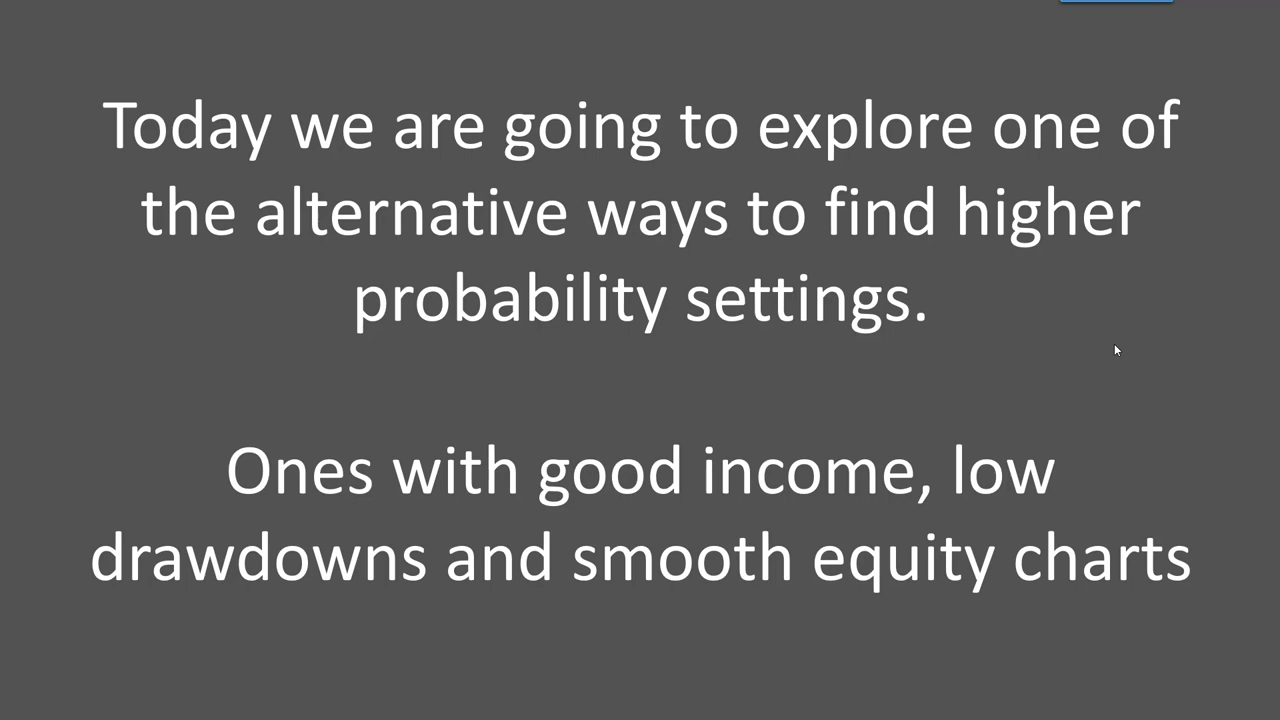 Today we are going to explore one of
the alternative ways to find higher
probability settings.
Ones with good income, low
drawdowns and smooth equity charts